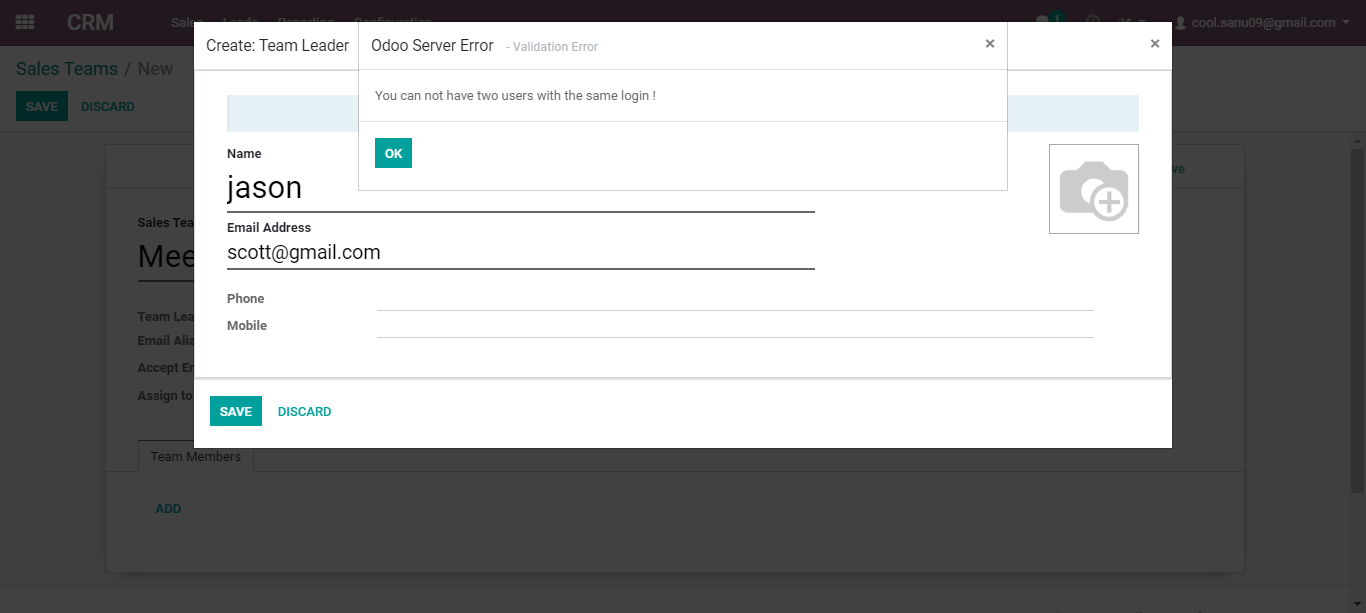 CRM
Sales Leads Reporting Configuration
1
cool.sanu09@gmail.com
Create: Team Leader
Odoo Server Error - Validation Error
×
×
Sales Teams / New
SAVE DISCARD
You can not have two users with the same login !
OK
Name
jason
Email Address
scott@gmail.com
Phone
Mobile
SAVE DISCARD
Sales Tea
Mee
Team Lea
Email Alia
Accept Em
Assign to
Team Members
ADD